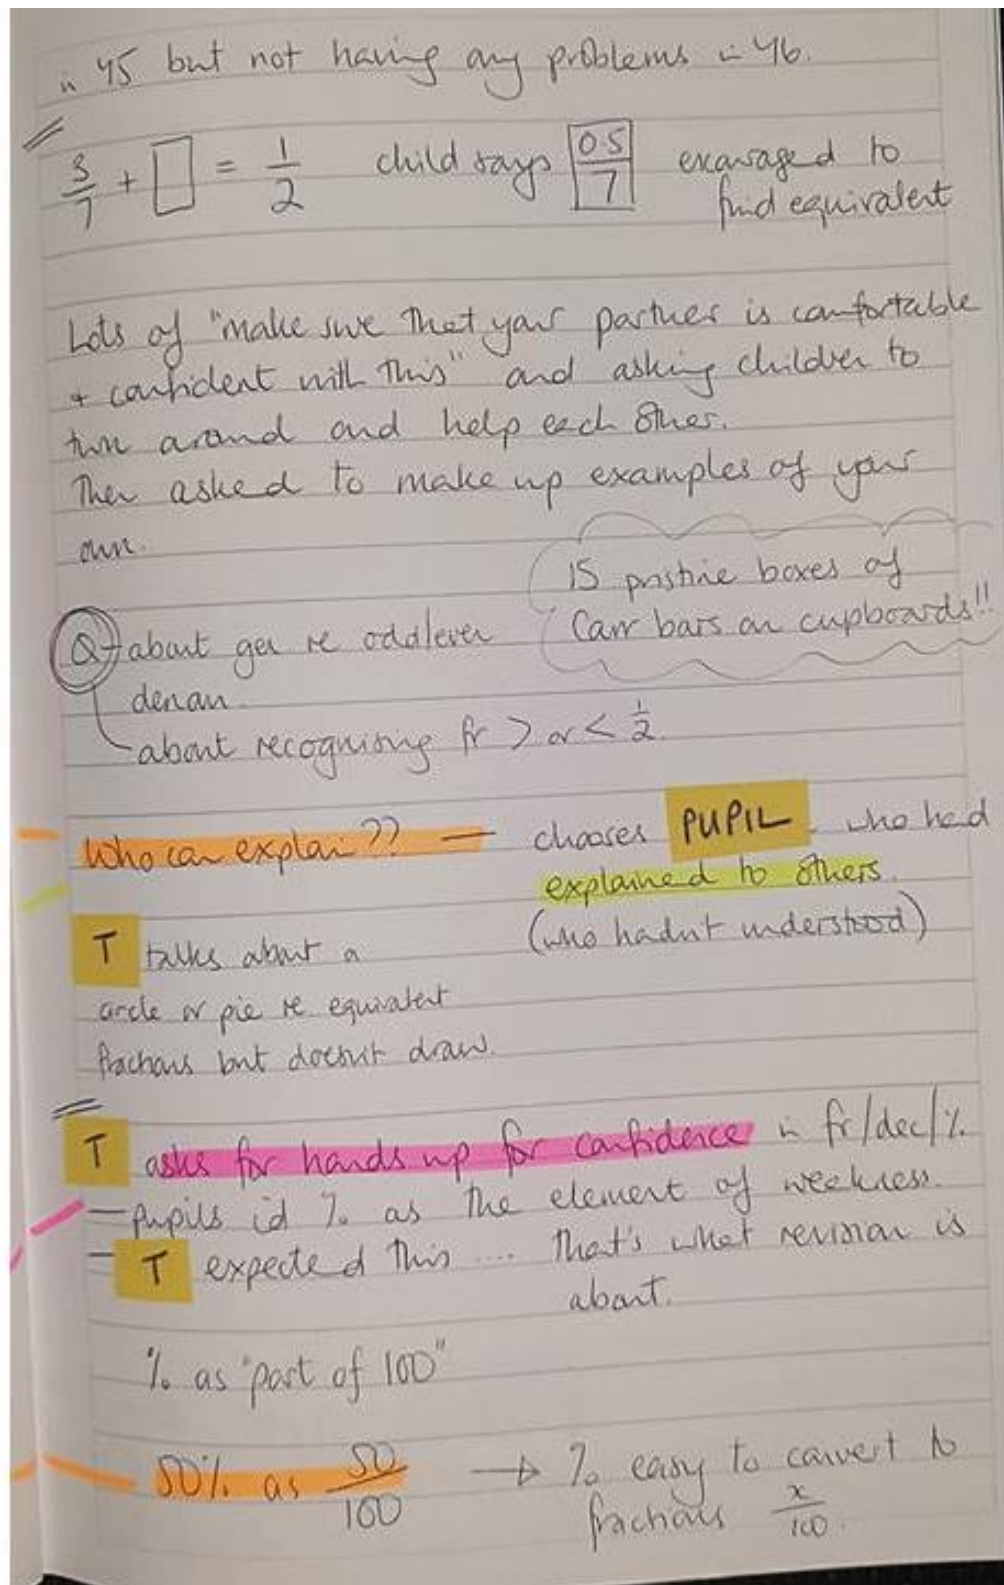 in Y5 but not having any problems in Y6.
3/7 + □ = 1/2 child says 0.5/7 encouraged to
find equivalent
Lots of "make sure that your partner is comfortable
+ confident with this" and asking children to
turn around and help each other.
Then asked to make up examples of your
own.
15 pristine boxes of
Carr bars on cupboards!!
Q about gen re odd/even
denom.
about recognising fr > or < 1/2.
Who can explain?? — chooses PUPIL who had
explained to others.
(who hadn't understood)
T talks about a
circle or pie re equivalent
fractions but doesn't draw.
T asks for hands up for confidence in fr/dec/%.
— pupils id % as the element of weakness.
— T expected this .... that's what revision is
about.
% as "part of 100"
50% as 50/100 → % easy to convert to
fractions x/100.